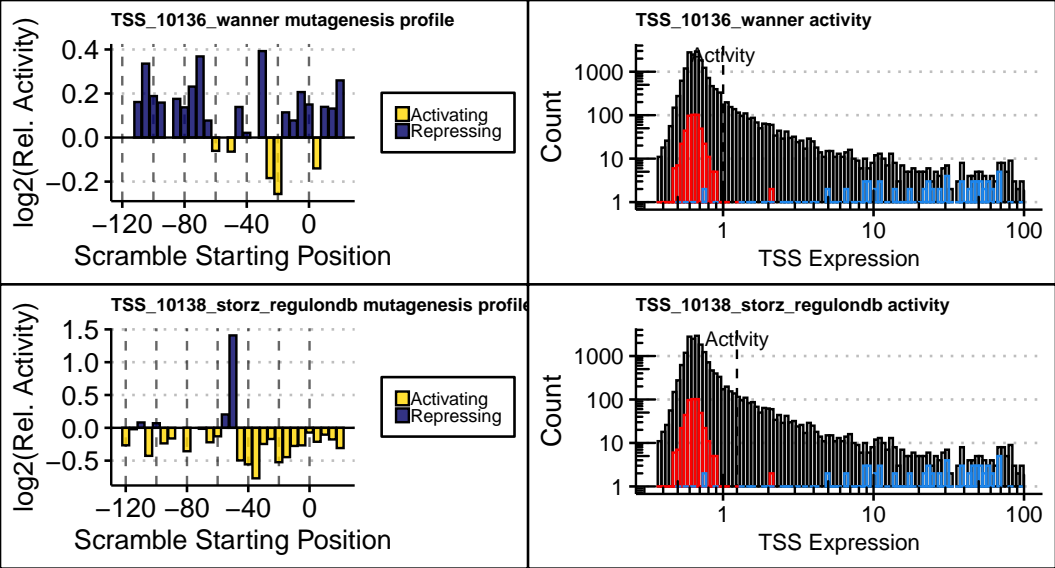 TSS_10136_wanner mutagenesis profile
log2(Rel. Activity)
0.4
0.2
0.0
−0.2
−120
−80
−40
0
Scramble Starting Position
Activating
Repressing
TSS_10136_wanner activity
Activity
Count
1000
100
10
1
1
10
100
TSS Expression
TSS_10138_storz_regulondb mutagenesis profile
log2(Rel. Activity)
1.5
1.0
0.5
0.0
−0.5
−120
−80
−40
0
Scramble Starting Position
Activating
Repressing
TSS_10138_storz_regulondb activity
Activity
Count
1000
100
10
1
1
10
100
TSS Expression